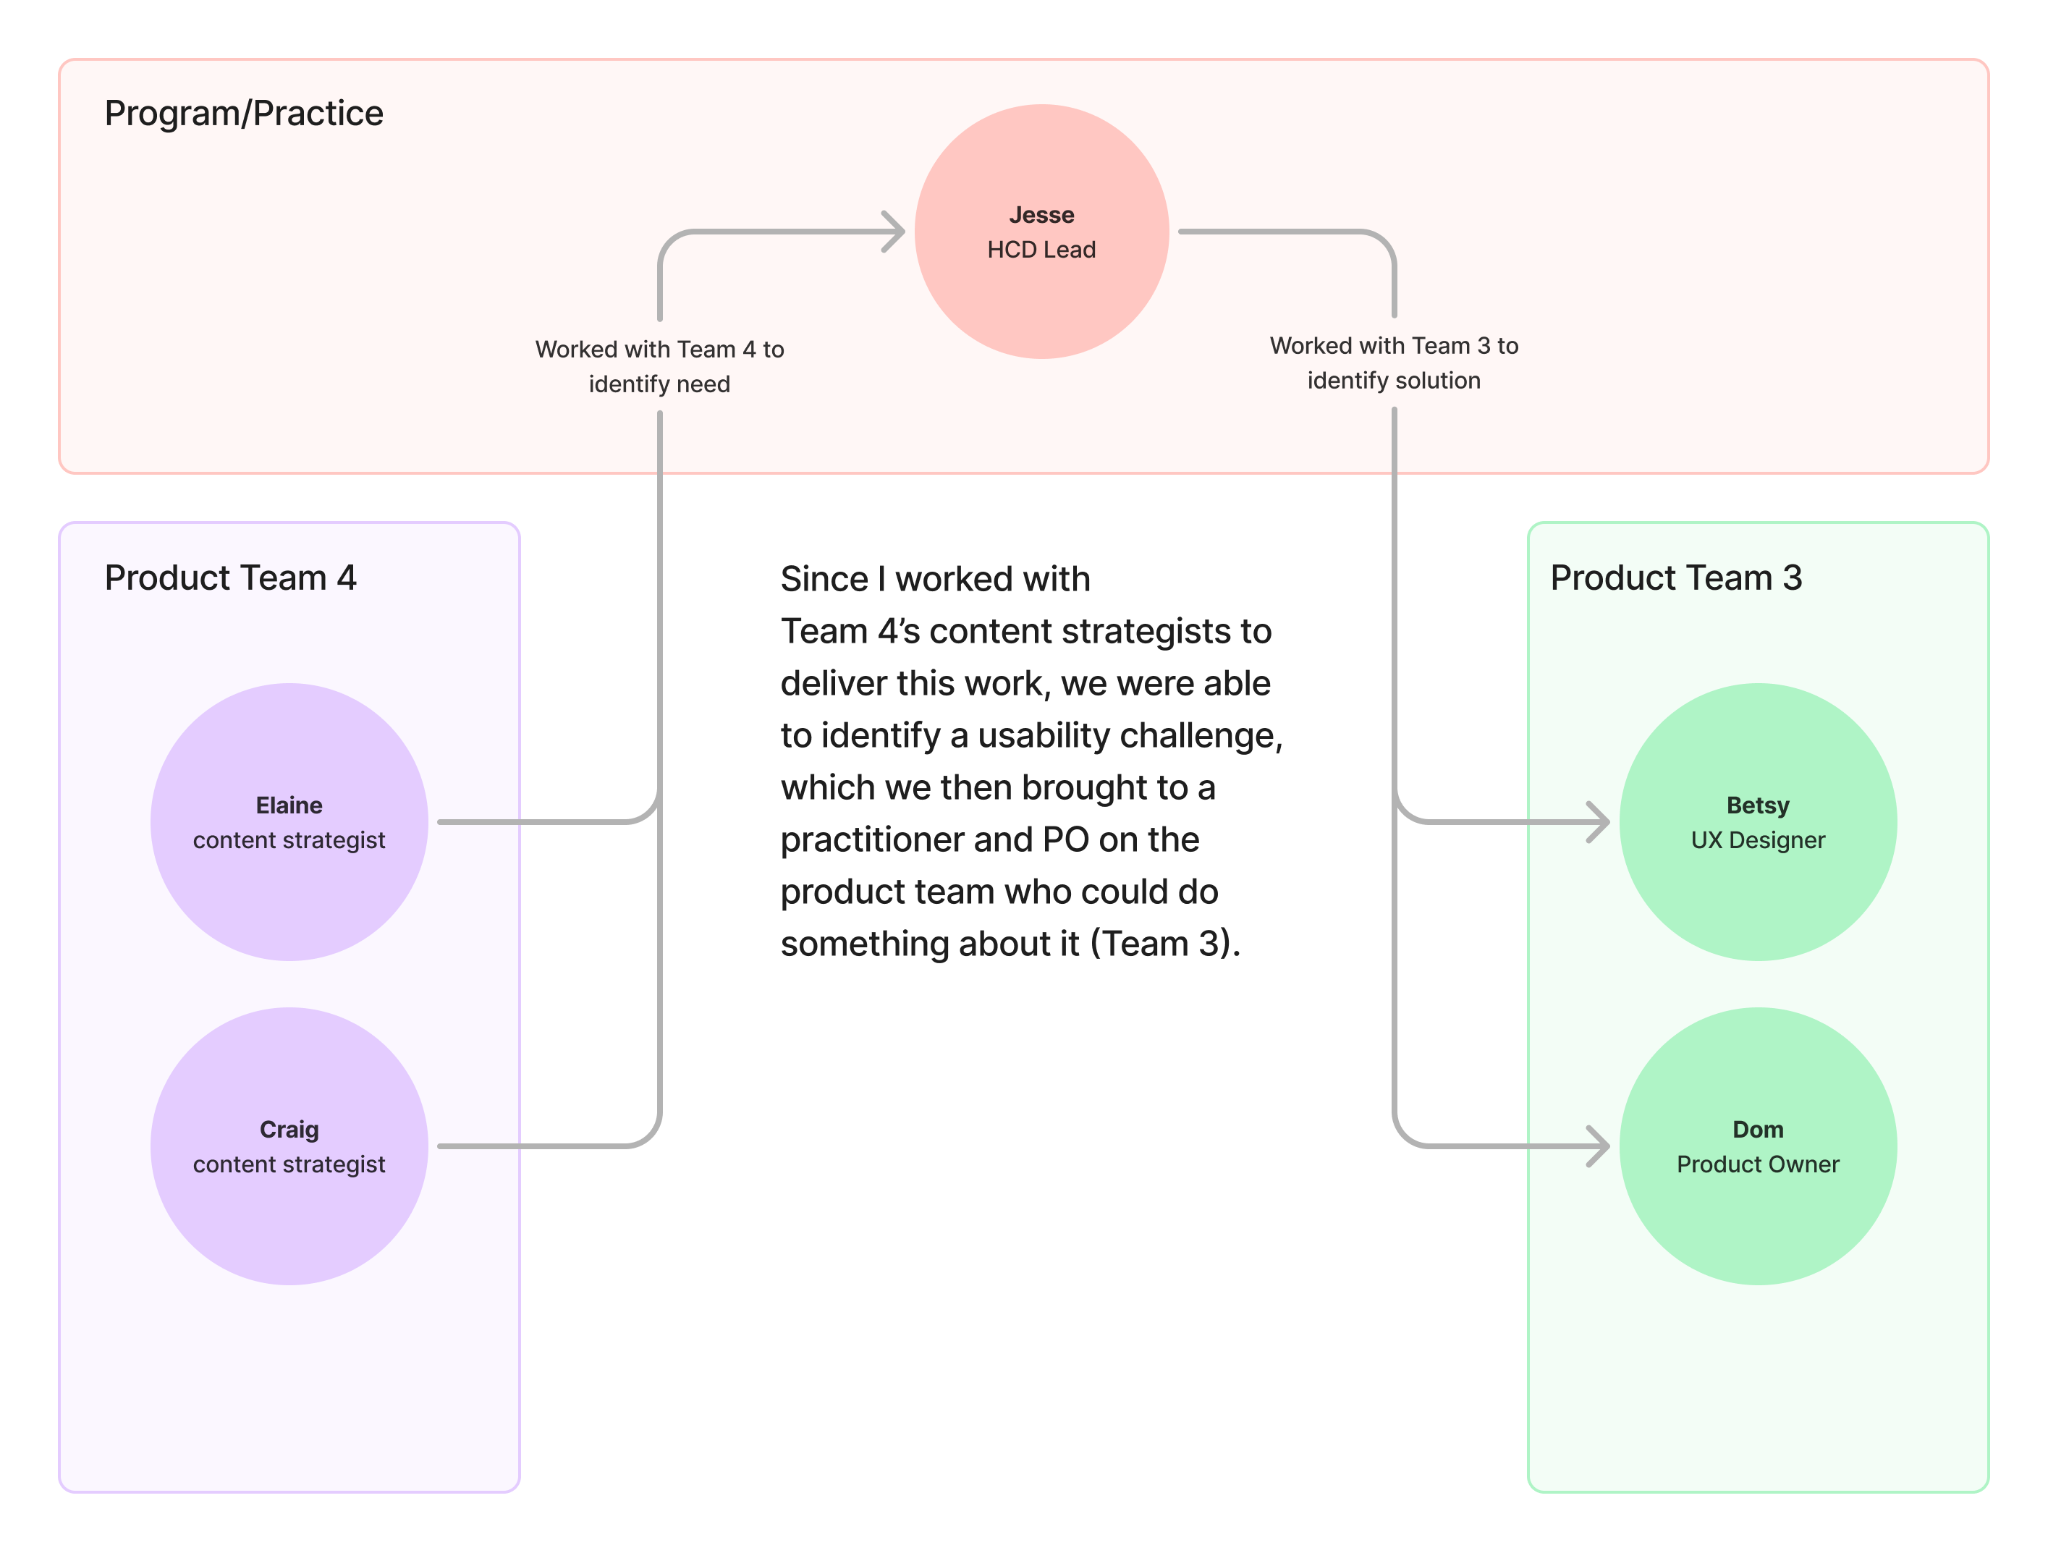 Program/Practice
Jesse
HCD Lead
Worked with Team 4 to
identify need
Worked with Team 3 to
identify solution
Product Team 4
Elaine
content strategist
Craig
content strategist
Since I worked with
Team 4’s content strategists to
deliver this work, we were able
to identify a usability challenge,
which we then brought to a
practitioner and PO on the
product team who could do
something about it (Team 3).
Product Team 3
Betsy
UX Designer
Dom
Product Owner